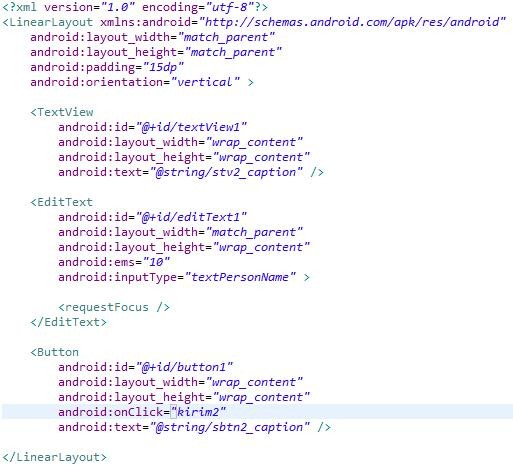 <?xml version="1.0" encoding="utf-8"?>
<LinearLayout xmlns:android="http://schemas.android.com/apk/res/android"
    android:layout_width="match_parent"
    android:layout_height="match_parent"
    android:padding="15dp"
    android:orientation="vertical" >

    <TextView
        android:id="@+id/textView1"
        android:layout_width="wrap_content"
        android:layout_height="wrap_content"
        android:text="@string/stv2_caption" />

    <EditText
        android:id="@+id/editText1"
        android:layout_width="match_parent"
        android:layout_height="wrap_content"
        android:ems="10"
        android:inputType="textPersonName" >

        <requestFocus />
    </EditText>

    <Button
        android:id="@+id/button1"
        android:layout_width="wrap_content"
        android:layout_height="wrap_content"
        android:onClick="kirim2"
        android:text="@string/sbtn2_caption" />

</LinearLayout>